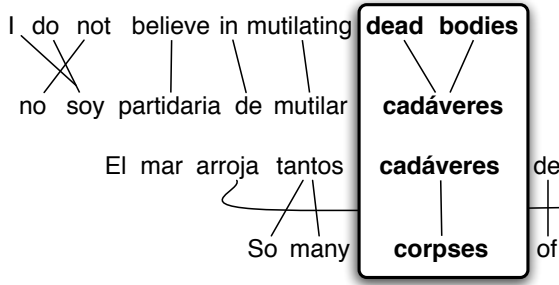 I do not believe in mutilating dead bodies
no soy partidaria de mutilar cadáveres
El mar arroja tantos cadáveres de
So many corpses of